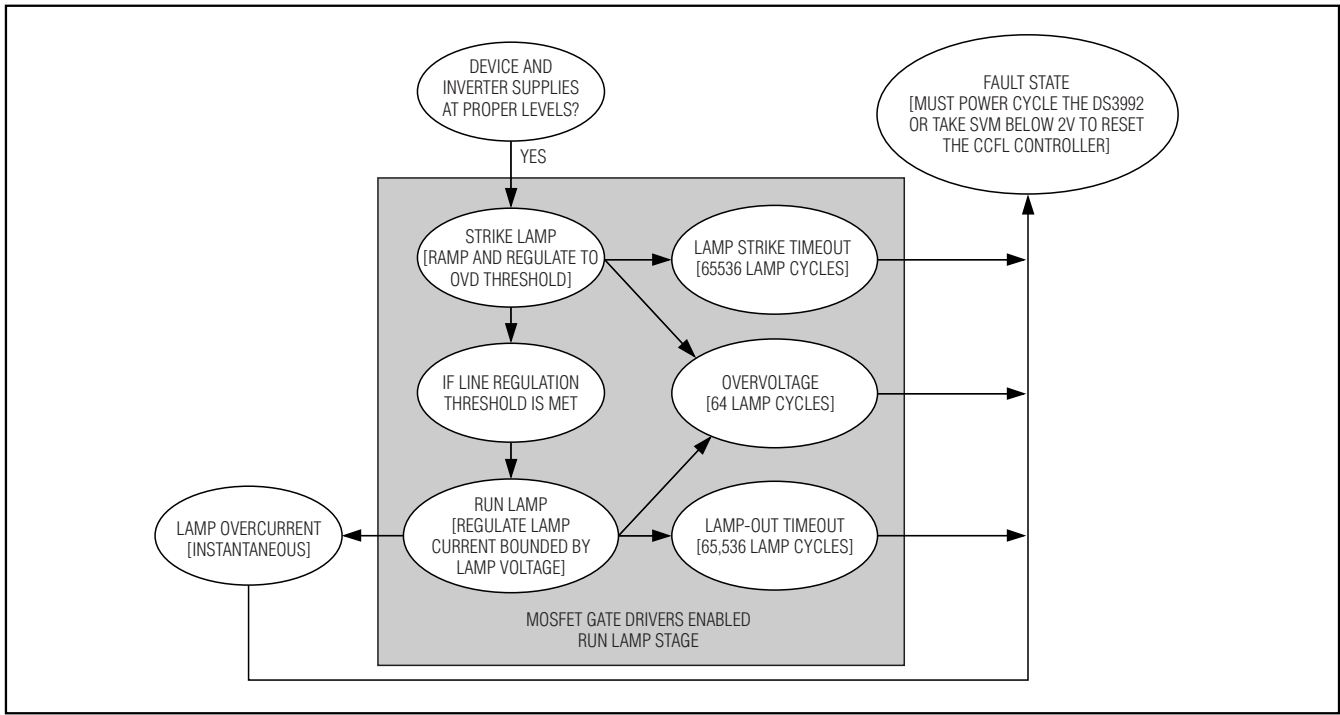 DEVICE AND
INVERTER SUPPLIES
AT PROPER LEVELS?
FAULT STATE
[MUST POWER CYCLE THE DS3992
OR TAKE SVM BELOW 2V TO RESET
THE CCFL CONTROLLER]
YES
STRIKE LAMP
[RAMP AND REGULATE TO
OVD THRESHOLD]
LAMP STRIKE TIMEOUT
[65536 LAMP CYCLES]
IF LINE REGULATION
THRESHOLD IS MET
OVERVOLTAGE
[64 LAMP CYCLES]
LAMP OVERCURRENT
[INSTANTANEOUS]
RUN LAMP
[REGULATE LAMP
CURRENT BOUNDED BY
LAMP VOLTAGE]
LAMP-OUT TIMEOUT
[65,536 LAMP CYCLES]
MOSFET GATE DRIVERS ENABLED
RUN LAMP STAGE